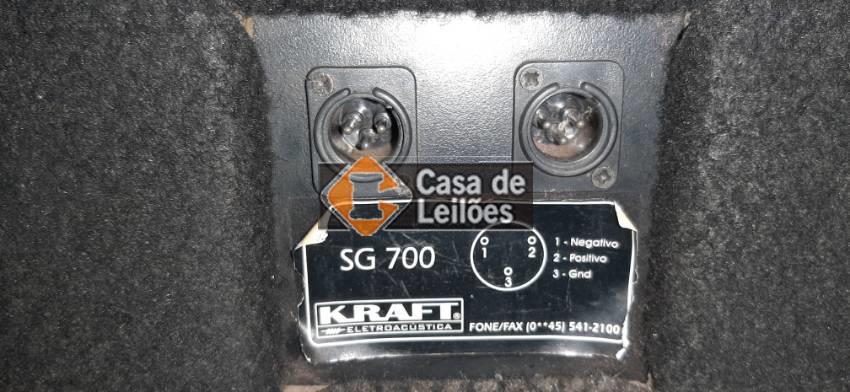 Casa de
Leilões
SG 700
1 2
3
1 - Negativo
2 - Positivo
3 - Gnd
KRAFT®
ELETROACÚSTICA
FONE/FAX (0**45) 541-2100